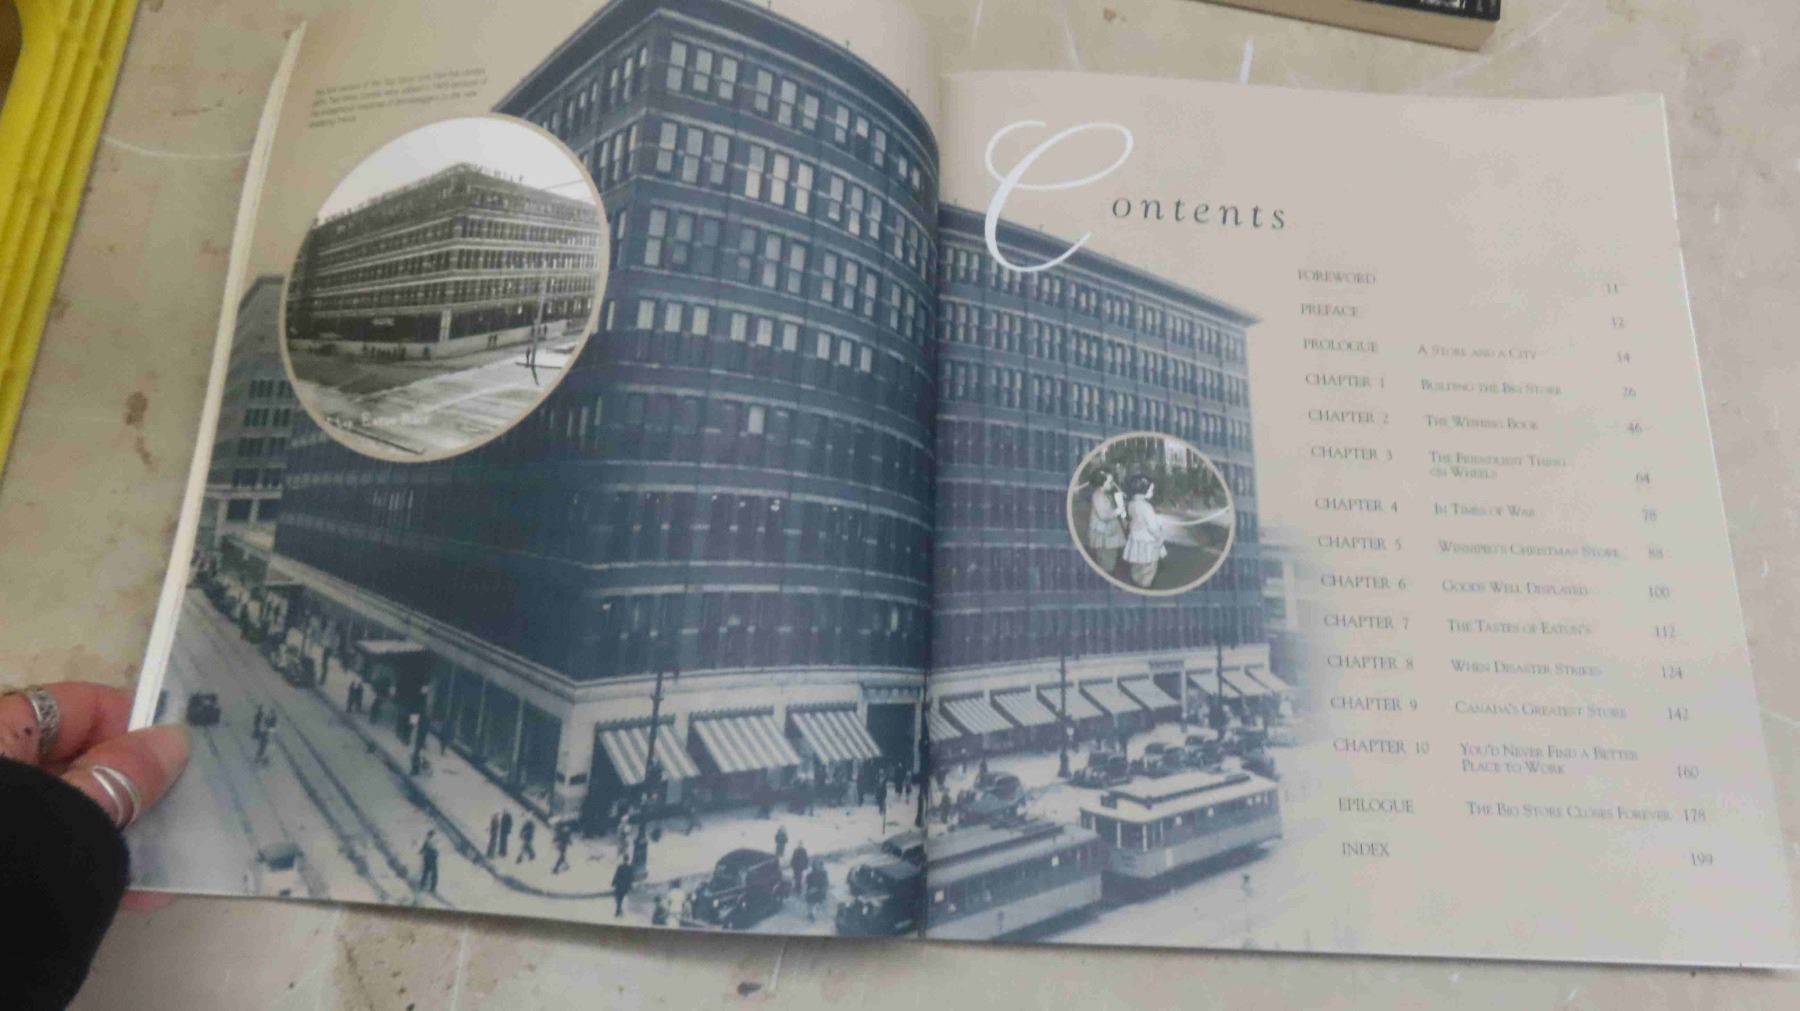 Contents
FOREWORD 11
PREFACE 12
PROLOGUE A STORE AND A CITY 14
CHAPTER 1 BUILDING THE BIG STORE 26
CHAPTER 2 THE WISHING BOOK 46
CHAPTER 3 THE FRIENDLIEST THING
ON WHEELS 64
CHAPTER 4 IN TIMES OF WAR 78
CHAPTER 5 WINNIPEG'S CHRISTMAS STORE 88
CHAPTER 6 GOODS WELL DISPLAYED 100
CHAPTER 7 THE TASTES OF EATON'S 112
CHAPTER 8 WHEN DISASTER STRIKES 124
CHAPTER 9 CANADA'S GREATEST STORE 142
CHAPTER 10 YOU'D NEVER FIND A BETTER
PLACE TO WORK 160
EPILOGUE THE BIG STORE CLOSES FOREVER 178
INDEX 199